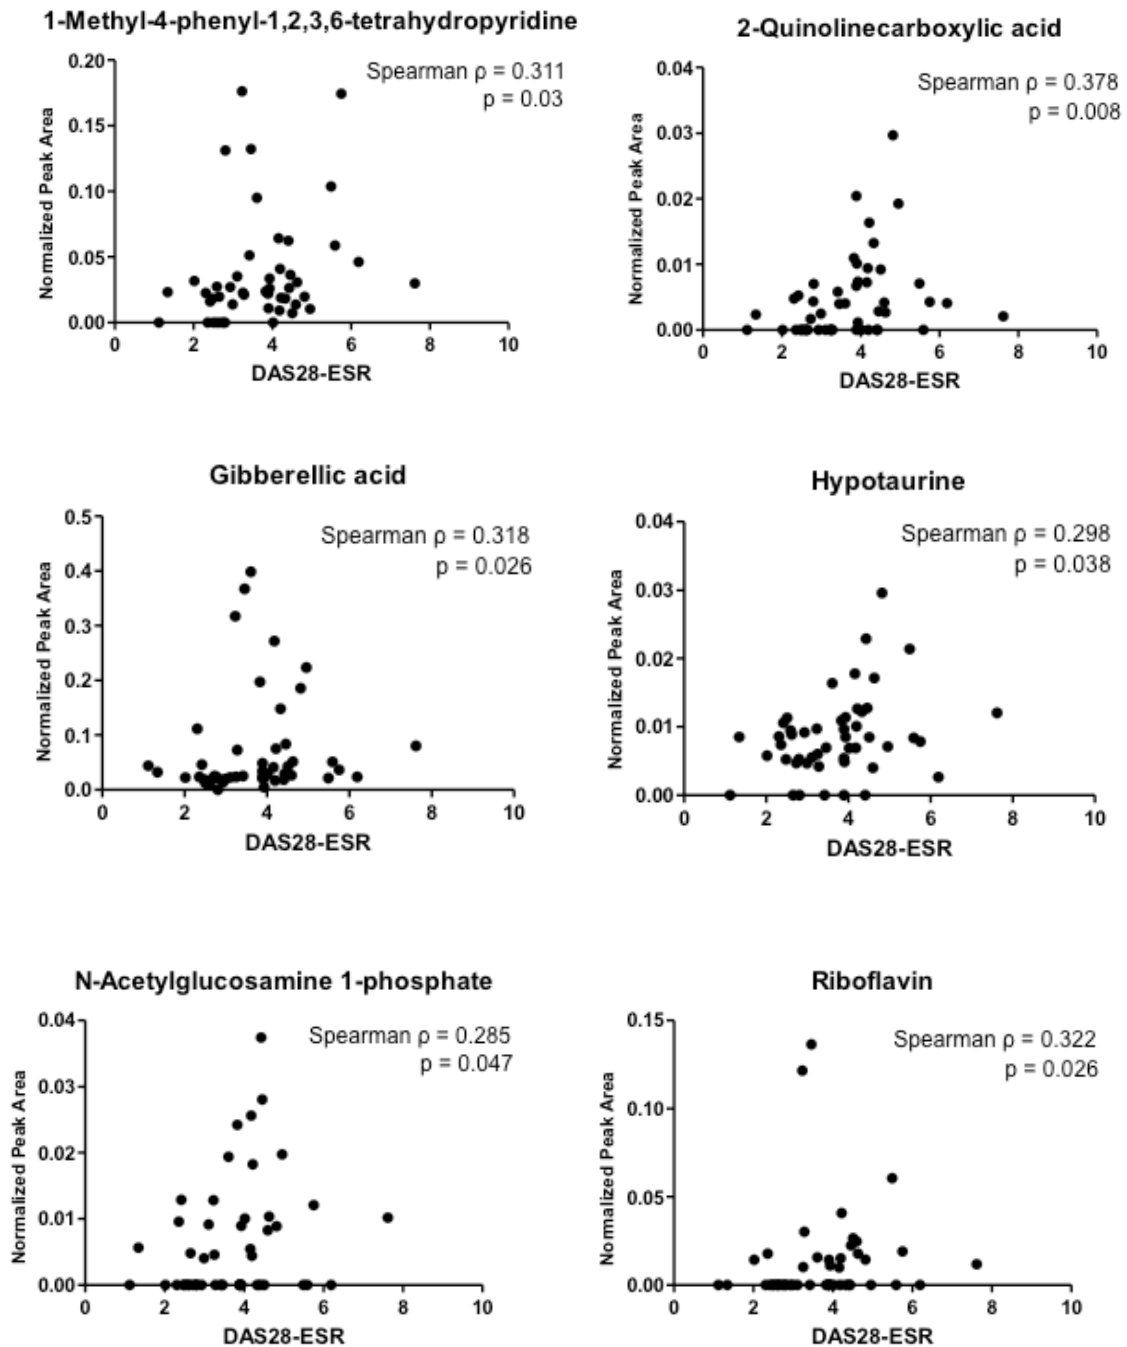 1-Methyl-4-phenyl-1,2,3,6-tetrahydropyridine
Spearman ρ = 0.311
p = 0.03
Normalized Peak Area
0.20
0.15
0.10
0.05
0.00
0 2 4 6 8 10
DAS28-ESR
2-Quinolinecarboxylic acid
Spearman ρ = 0.378
p = 0.008
Normalized Peak Area
0.04
0.03
0.02
0.01
0.00
0 2 4 6 8 10
DAS28-ESR
Gibberellic acid
Spearman ρ = 0.318
p = 0.026
Normalized Peak Area
0.5
0.4
0.3
0.2
0.1
0.0
0 2 4 6 8 10
DAS28-ESR
Hypotaurine
Spearman ρ = 0.298
p = 0.038
Normalized Peak Area
0.04
0.03
0.02
0.01
0.00
0 2 4 6 8 10
DAS28-ESR
N-Acetylglucosamine 1-phosphate
Spearman ρ = 0.285
p = 0.047
Normalized Peak Area
0.04
0.03
0.02
0.01
0.00
0 2 4 6 8 10
DAS28-ESR
Riboflavin
Spearman ρ = 0.322
p = 0.026
Normalized Peak Area
0.15
0.10
0.05
0.00
0 2 4 6 8 10
DAS28-ESR